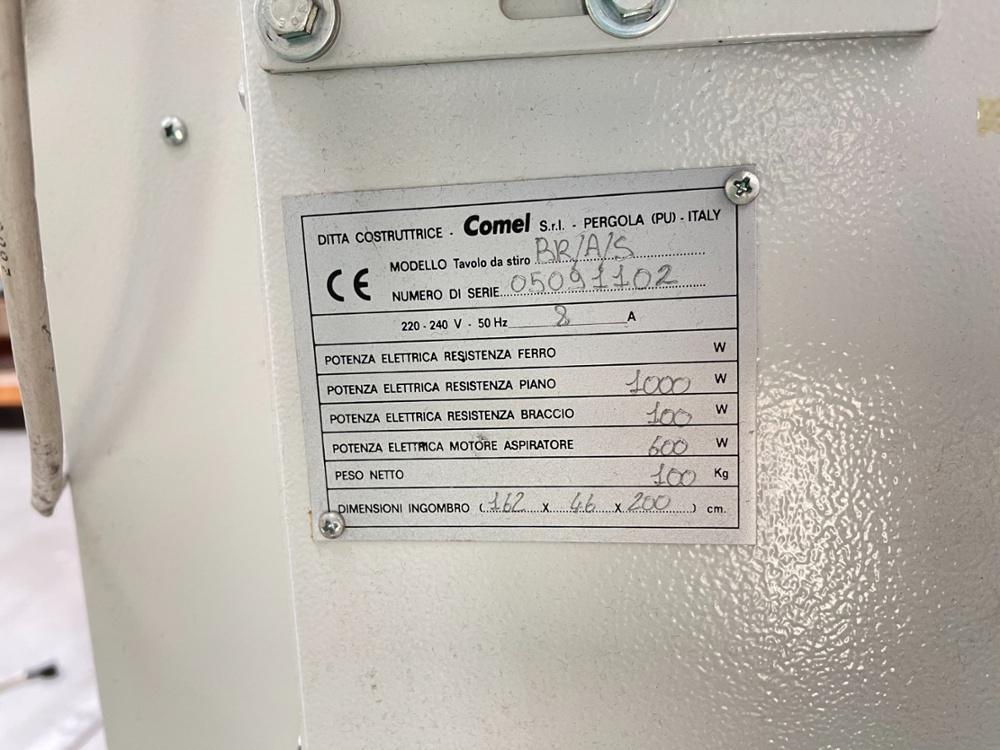 DITTA COSTRUTTRICE - Comel S.r.l. - PERGOLA (PU) - ITALY
CE MODELLO Tavolo da stiro BR/A/S
NUMERO DI SERIE 05091102
220 - 240 V - 50 Hz 8 A
POTENZA ELETTRICA RESISTENZA FERRO W
POTENZA ELETTRICA RESISTENZA PIANO 1000 W
POTENZA ELETTRICA RESISTENZA BRACCIO 100 W
POTENZA ELETTRICA MOTORE ASPIRATORE 600 W
PESO NETTO 100 Kg
DIMENSIONI INGOMBRO (162 x 46 x 200) cm.